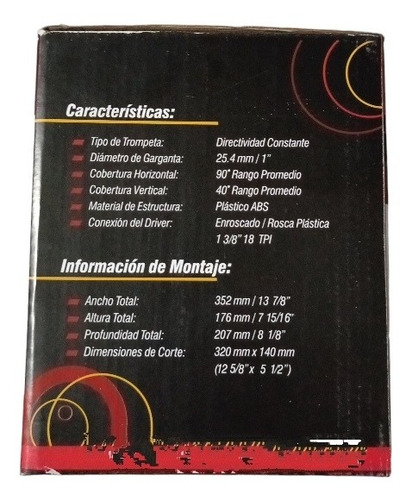 Características:
Tipo de Trompeta: Directividad Constante
Diámetro de Garganta: 25.4 mm / 1"
Cobertura Horizontal: 90° Rango Promedio
Cobertura Vertical: 40° Rango Promedio
Material de Estructura: Plástico ABS
Conexión del Driver: Enroscado / Rosca Plástica
1 3/8" 18 TPI
Información de Montaje:
Ancho Total: 352 mm / 13 7/8"
Altura Total: 176 mm / 7 15/16"
Profundidad Total: 207 mm / 8 1/8"
Dimensiones de Corte: 320 mm x 140 mm
(12 5/8" x 5 1/2")